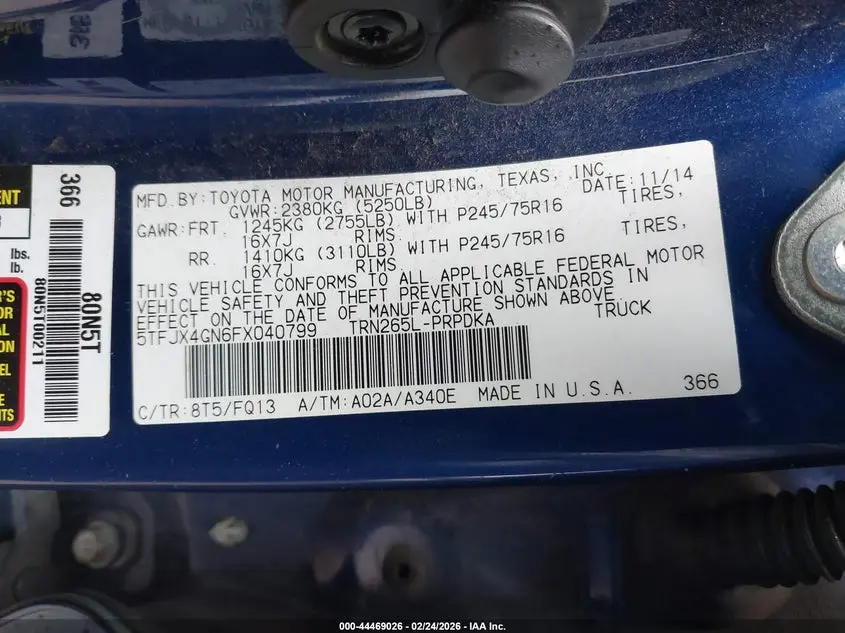 MFD.BY:TOYOTA MOTOR MANUFACTURING, TEXAS, INC.
GVWR:2380KG (5250LB) DATE:11/14
GAWR:FRT. 1245KG (2755LB) WITH P245/75R16 TIRES,
16X7J RIMS
RR. 1410KG (3110LB) WITH P245/75R16 TIRES,
16X7J RIMS
THIS VEHICLE CONFORMS TO ALL APPLICABLE FEDERAL MOTOR
VEHICLE SAFETY AND THEFT PREVENTION STANDARDS IN
EFFECT ON THE DATE OF MANUFACTURE SHOWN ABOVE.
5TFJX4GN6FX040799 TRN265L-PRPDKA TRUCK
C/TR:8T5/FQ13 A/TM:A02A/A340E MADE IN U.S.A. 366
366
80N5T00211
80N5T
lbs.
lb.
000-44469026 - 02/24/2026 - IAA Inc.